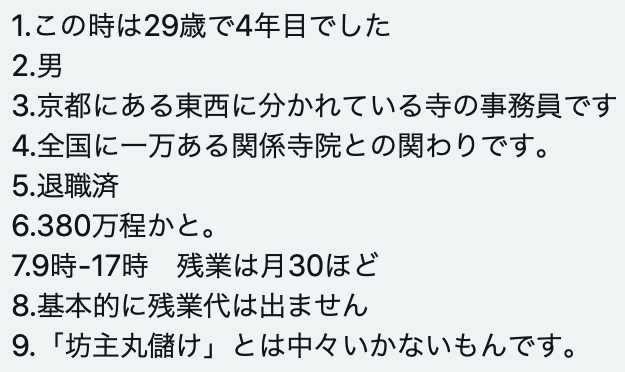 1.この時は29歳で4年目でした
2.男
3.京都にある東西に分かれている寺の事務員です
4.全国に一万ある関係寺院との関わりです。
5.退職済
6.380万程かと。
7.9時-17時　残業は月30ほど
8.基本的に残業代は出ません
9.「坊主丸儲け」とは中々いかないもんです。